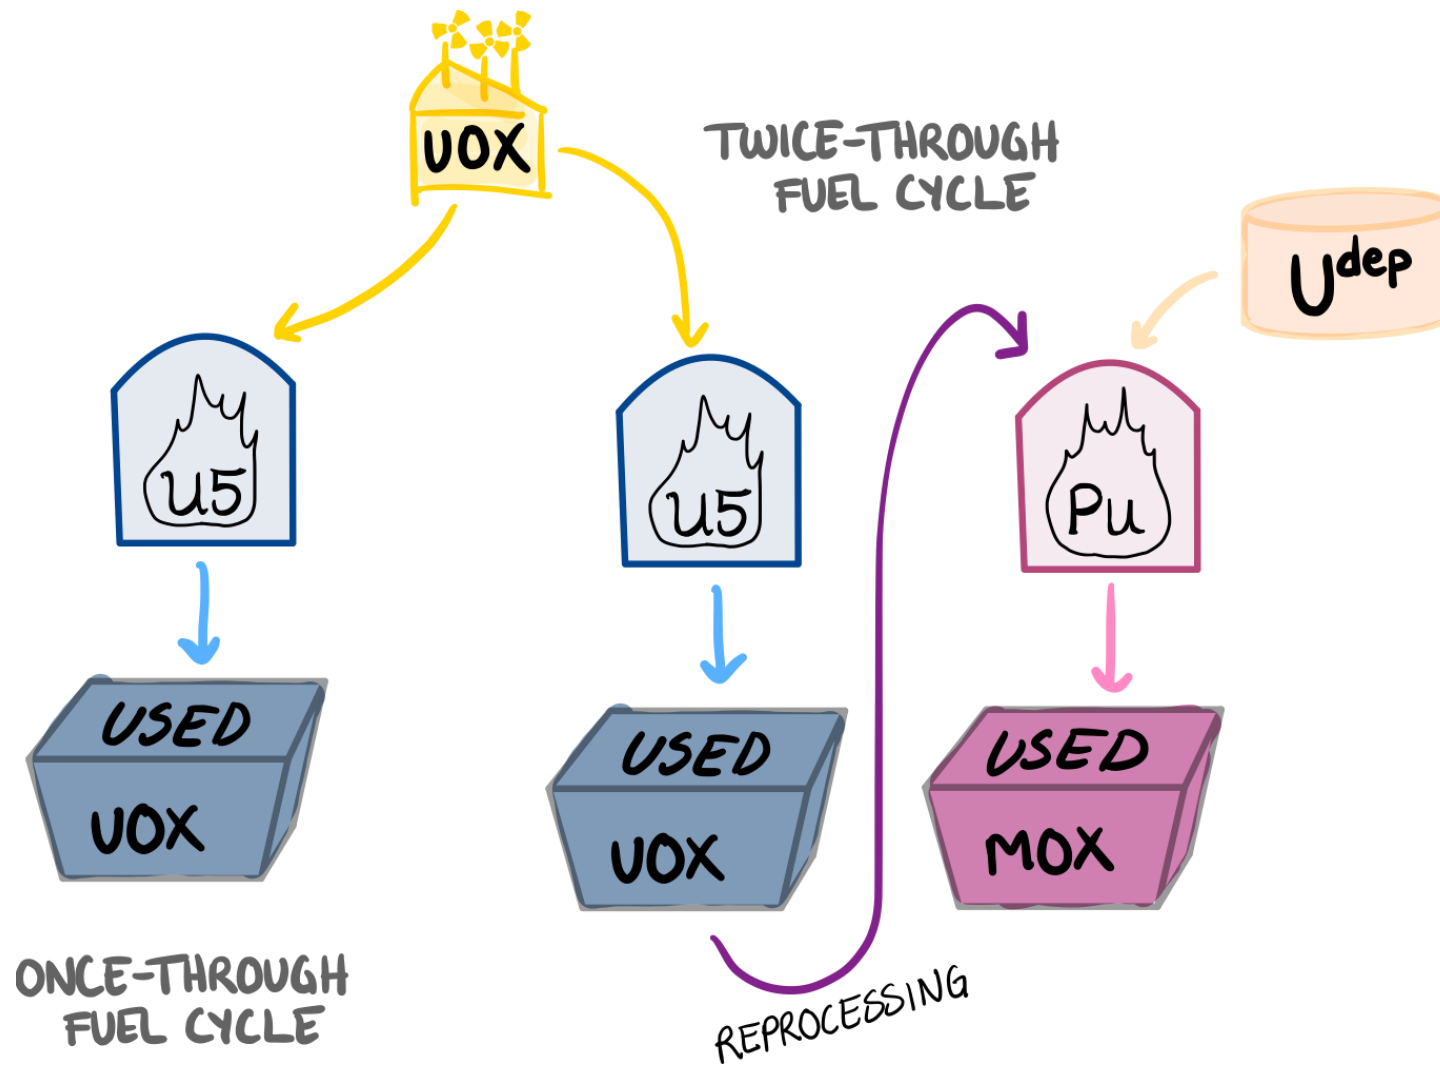 UOX
TWICE-THROUGH
FUEL CYCLE
U^dep
U5
U5
Pu
USED
UOX
USED
UOX
USED
MOX
ONCE-THROUGH
FUEL CYCLE
REPROCESSING